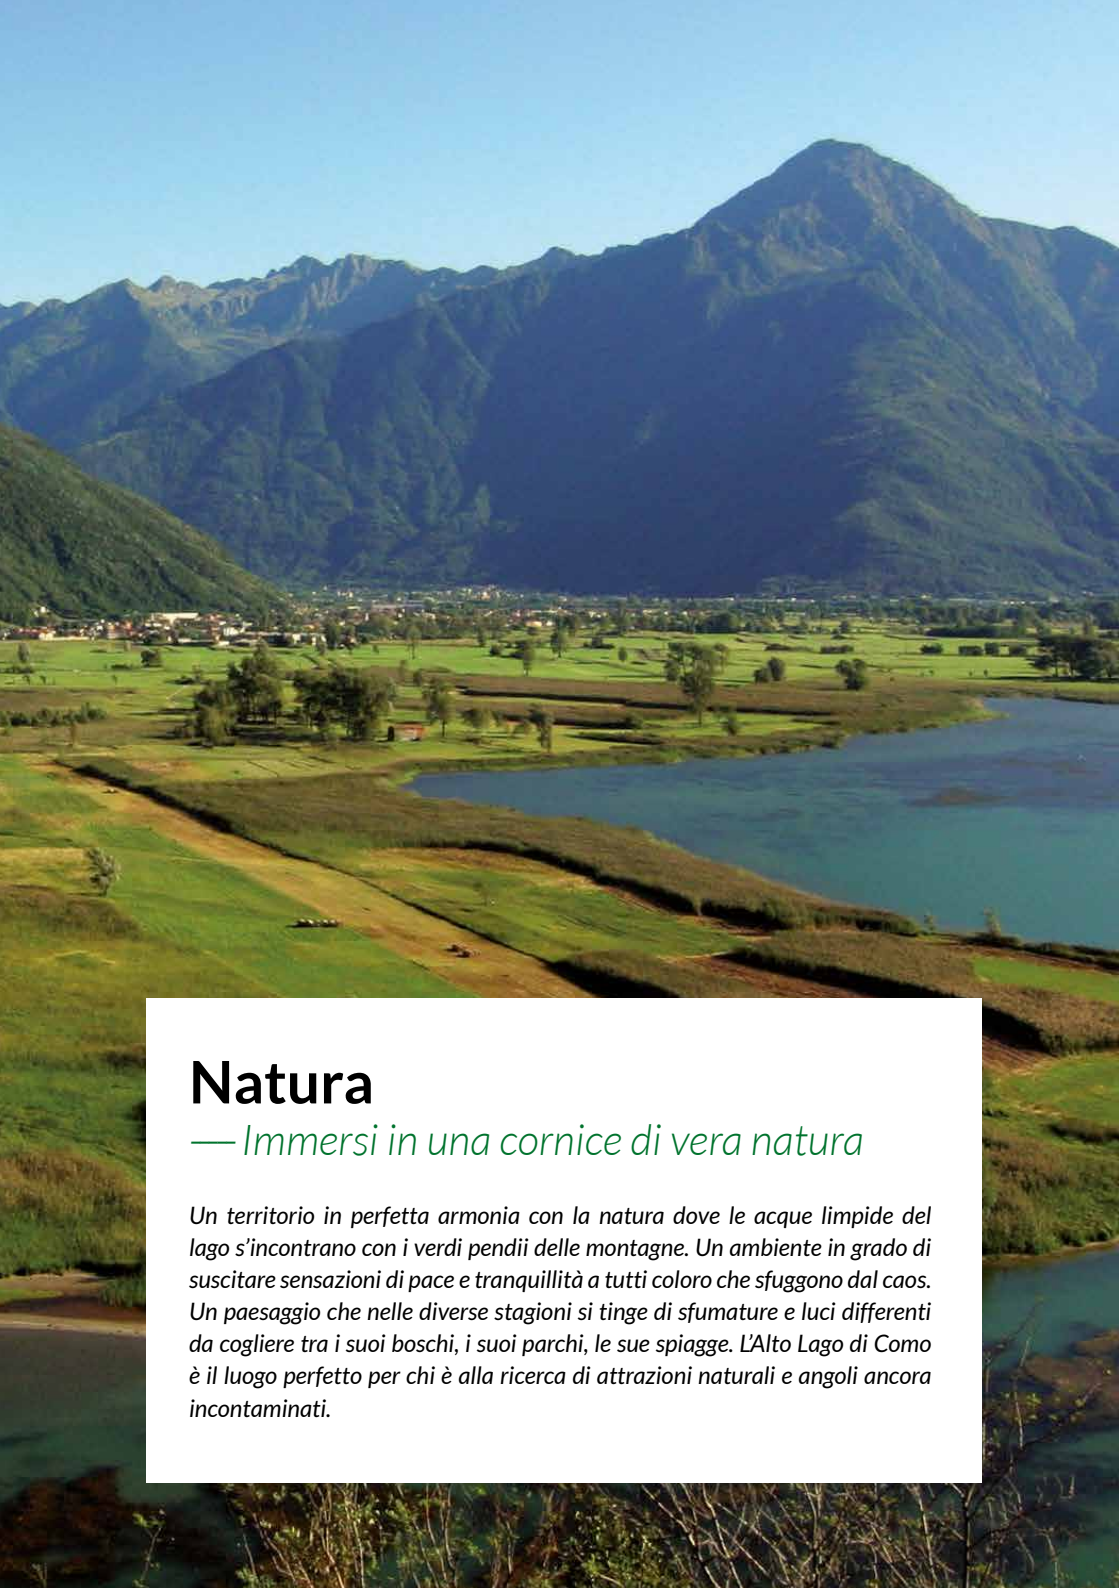 Natura
— Immersi in una cornice di vera natura
Un territorio in perfetta armonia con la natura dove le acque limpide del
lago s’incontrano con i verdi pendii delle montagne. Un ambiente in grado di
suscitare sensazioni di pace e tranquillità a tutti coloro che sfuggono dal caos.
Un paesaggio che nelle diverse stagioni si tinge di sfumature e luci differenti
da cogliere tra i suoi boschi, i suoi parchi, le sue spiagge. L’Alto Lago di Como
è il luogo perfetto per chi è alla ricerca di attrazioni naturali e angoli ancora
incontaminati.